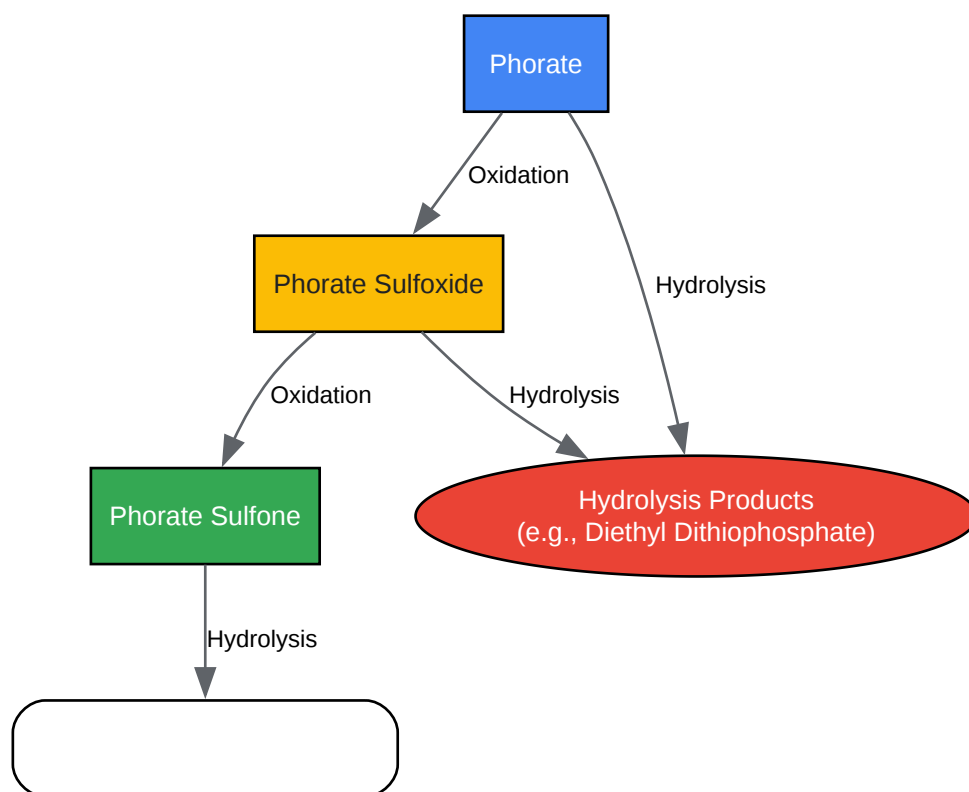 Phorate
Oxidation
Hydrolysis
Phorate Sulfoxide
Oxidation
Hydrolysis
Phorate Sulfone
Hydrolysis Products
(e.g., Diethyl Dithiophosphate)
Hydrolysis